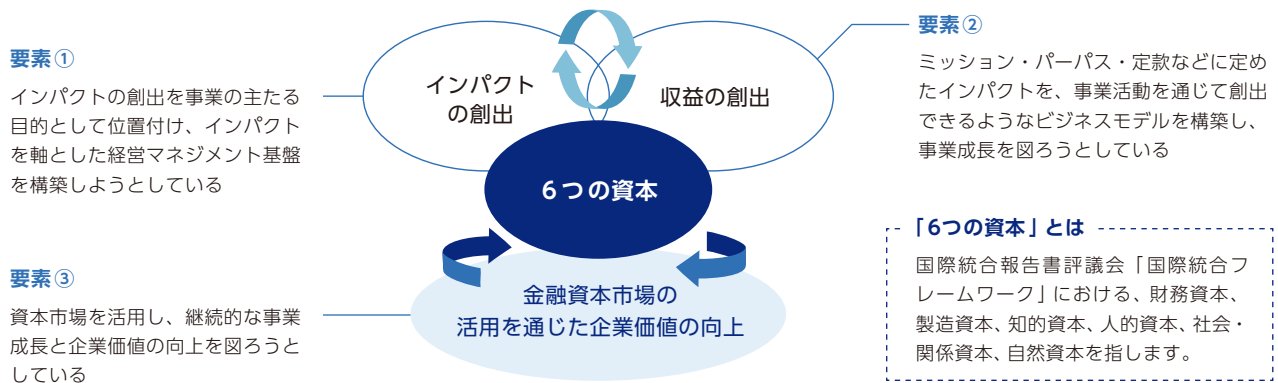 要素①
インパクトの創出を事業の主たる
目的として位置付け、インパクト
を軸とした経営マネジメント基盤
を構築しようとしている
インパクト
の創出
収益の創出
要素②
ミッション・パーパス・定款などに定め
たインパクトを、事業活動を通じて創出
できるようなビジネスモデルを構築し、
事業成長を図ろうとしている
6つの資本
要素③
資本市場を活用し、継続的な事業
成長と企業価値の向上を図ろうと
している
金融資本市場の
活用を通じた企業価値の向上
「6つの資本」とは
国際統合報告書評議会「国際統合フ
レームワーク」における、財務資本、
製造資本、知的資本、人的資本、社会・
関係資本、自然資本を指します。